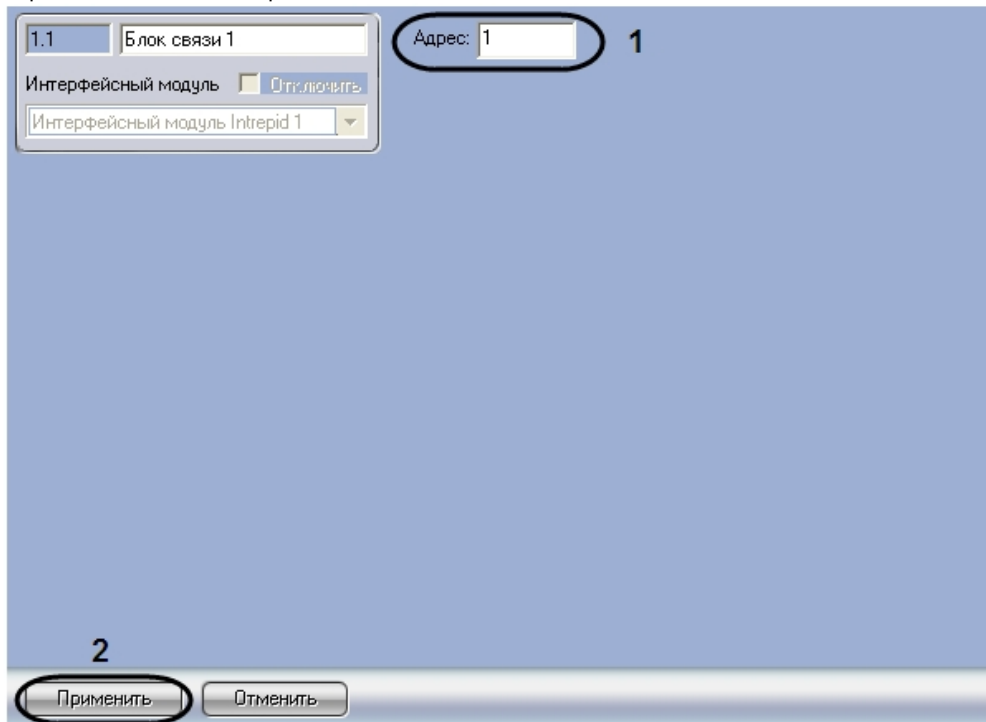 1.1 Блок связи 1 Адрес: 1 1
Интерфейсный модуль Отключить
Интерфейсный модуль Intrepid 1
2
Применить Отменить